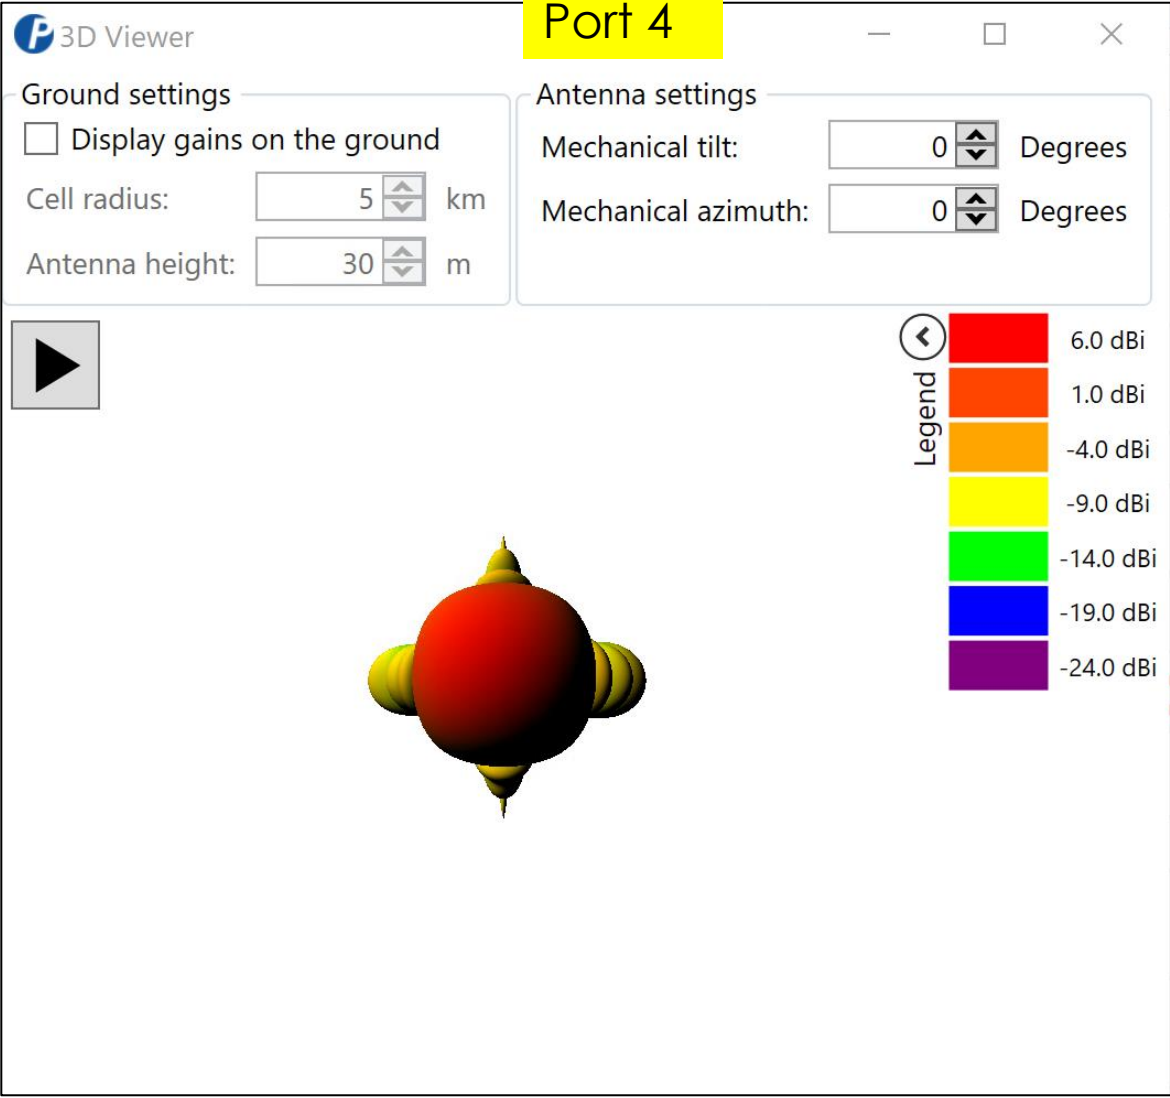 Port 4
3D Viewer
Ground settings
Display gains on the ground
Cell radius: 5 km
Antenna height: 30 m
Antenna settings
Mechanical tilt: 0 Degrees
Mechanical azimuth: 0 Degrees
Legend
6.0 dBi
1.0 dBi
-4.0 dBi
-9.0 dBi
-14.0 dBi
-19.0 dBi
-24.0 dBi